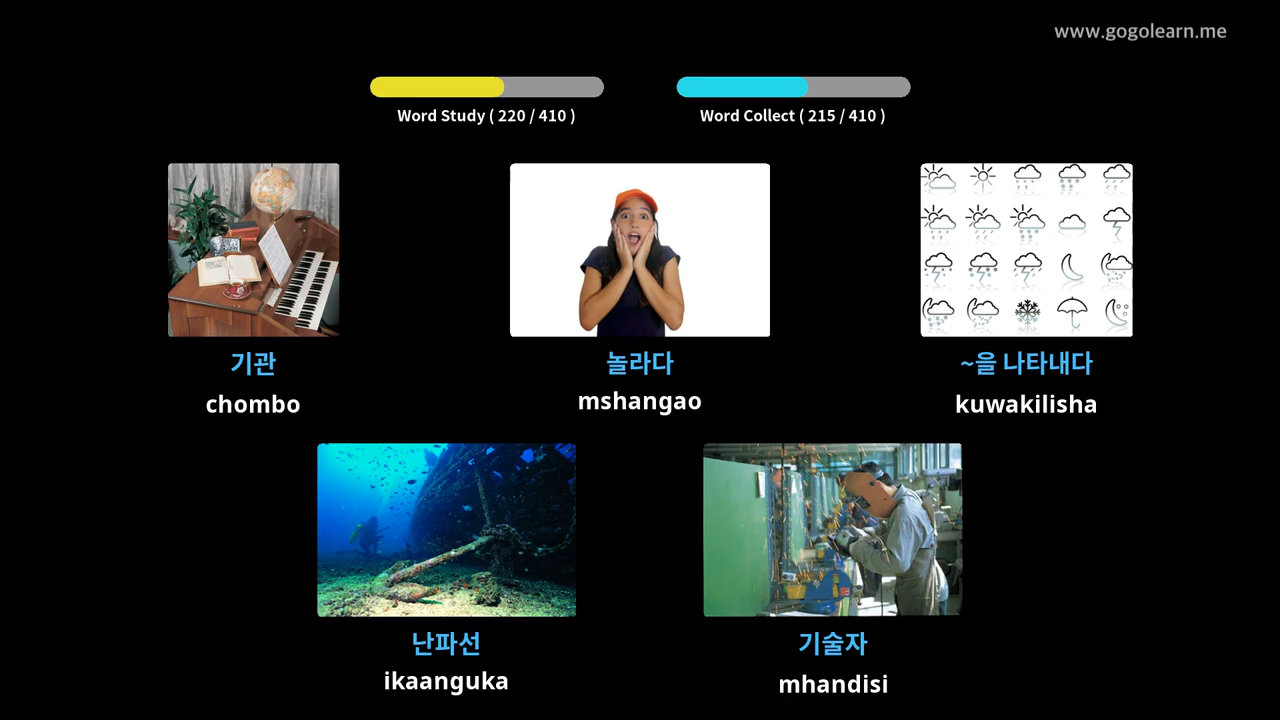 www.gogolearn.me
Word Study ( 220 / 410 )
Word Collect ( 215 / 410 )
기관
놀라다
~을 나타내다
chombo
mshangao
kuwakilisha
난파선
기술자
ikaanguka
mhandisi